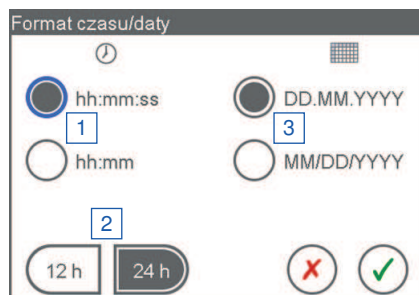 Format czasu/daty
hh:mm:ss
DD.MM.YYYY
1
3
hh:mm
MM/DD/YYYY
2
12 h
24 h